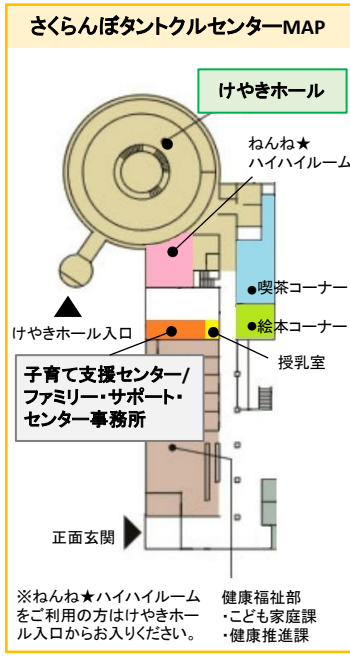 さくらんぼタントクルセンターMAP
けやきホール
ねんね★
ハイハイルーム
●喫茶コーナー
●絵本コーナー
けやきホール入口
授乳室
子育て支援センター/
ファミリー・サポート・
センター事務所
正面玄関
※ねんね★ハイハイルーム
をご利用の方はけやきホー
ル入口からお入りください。
健康福祉部
・こども家庭課
・健康推進課